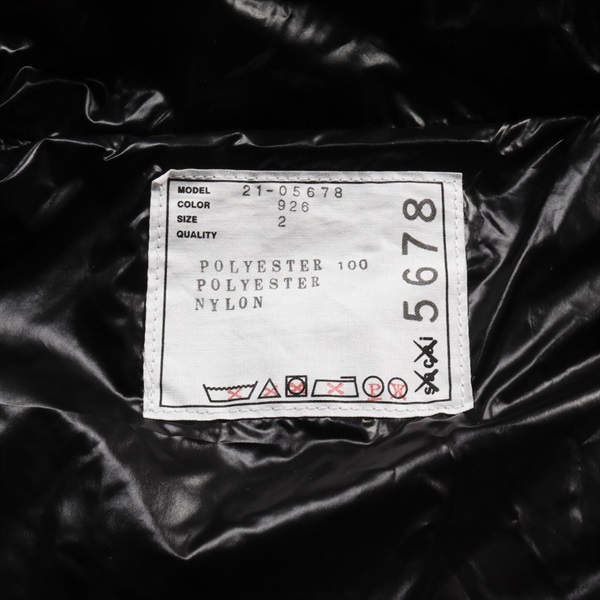 MODEL 21-05678
COLOR 926
SIZE 2
QUALITY
POLYESTER 100
POLYESTER
NYLON
P W
sacai 5678